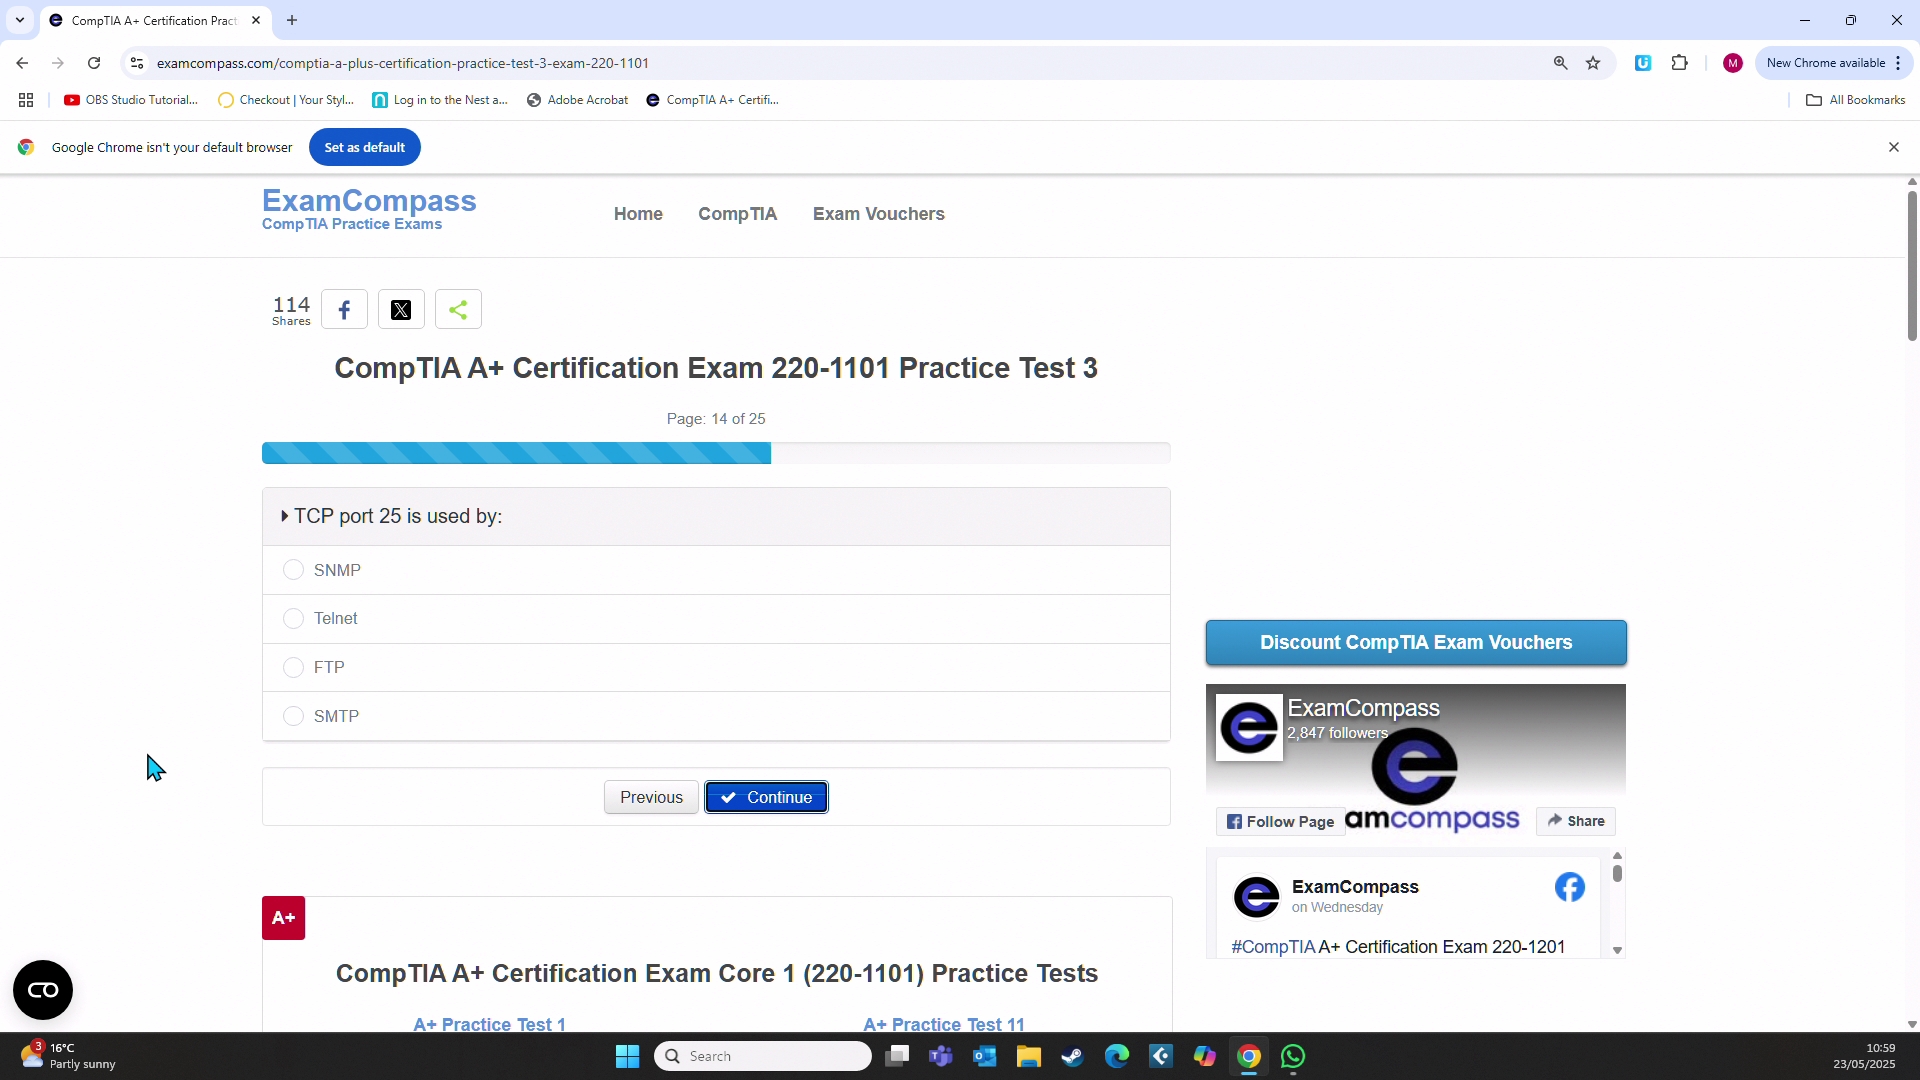 CompTIA A+ Certification Pract
examcompass.com/comptia-a-plus-certification-practice-test-3-exam-220-1101
M
New Chrome available
OBS Studio Tutorial...
Checkout | Your Styl...
Log in to the Nest a...
Adobe Acrobat
CompTIA A+ Certifi...
All Bookmarks
Google Chrome isn't your default browser
Set as default
ExamCompass
CompTIA Practice Exams
Home
CompTIA
Exam Vouchers
114
Shares
CompTIA A+ Certification Exam 220-1101 Practice Test 3
Page: 14 of 25
TCP port 25 is used by:
SNMP
Telnet
FTP
SMTP
Previous
Continue
Discount CompTIA Exam Vouchers
ExamCompass
2,847 followers
amcompass
Follow Page
Share
ExamCompass
on Wednesday
#CompTIA A+ Certification Exam 220-1201
A+
CompTIA A+ Certification Exam Core 1 (220-1101) Practice Tests
A+ Practice Test 1
A+ Practice Test 11
3
16°C
Partly sunny
Search
10:59
23/05/2025